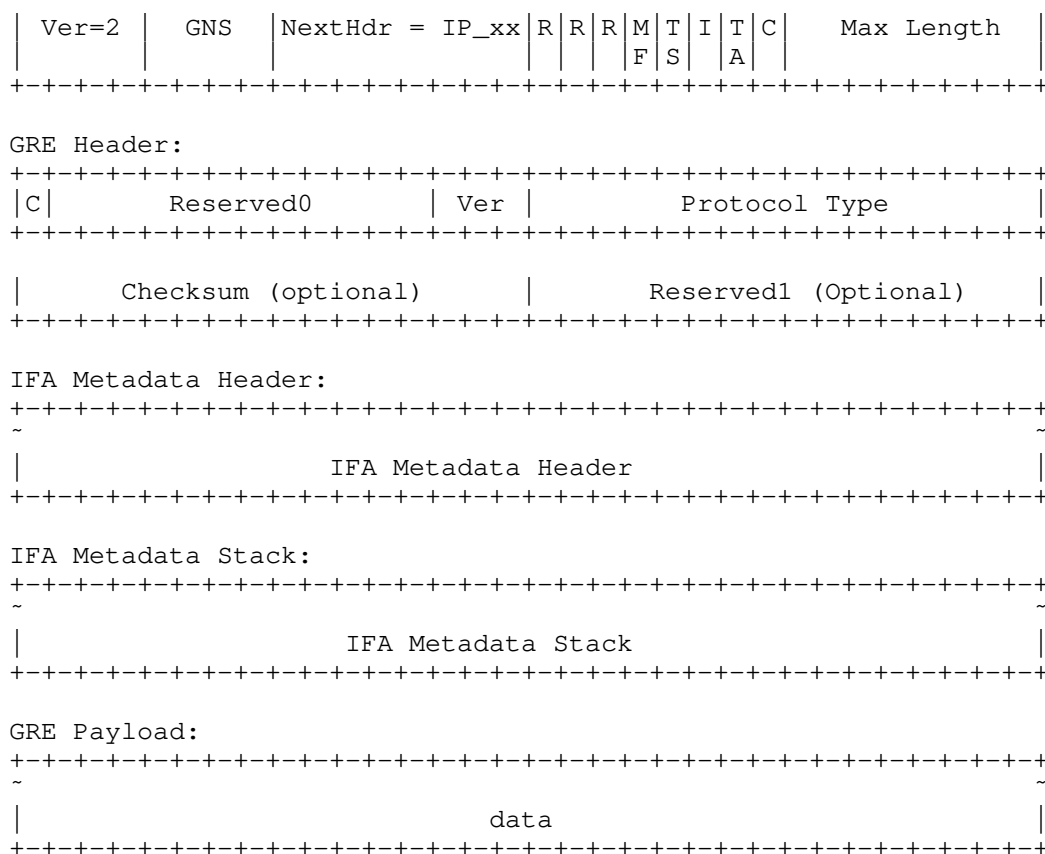 |  Ver=2 |  GNS  |NextHdr = IP_xx|R|R|R|M|T|I|T|C|   Max Length  |
|        |       |               | | | |F|S| |A| |               |
+-+-+-+-+-+-+-+-+-+-+-+-+-+-+-+-+-+-+-+-+-+-+-+-+-+-+-+-+-+-+-+-+
GRE Header:
+-+-+-+-+-+-+-+-+-+-+-+-+-+-+-+-+-+-+-+-+-+-+-+-+-+-+-+-+-+-+-+-+
|C|       Reserved0       | Ver |         Protocol Type         |
+-+-+-+-+-+-+-+-+-+-+-+-+-+-+-+-+-+-+-+-+-+-+-+-+-+-+-+-+-+-+-+-+
|      Checksum (optional)      |       Reserved1 (Optional)    |
+-+-+-+-+-+-+-+-+-+-+-+-+-+-+-+-+-+-+-+-+-+-+-+-+-+-+-+-+-+-+-+-+
IFA Metadata Header:
+-+-+-+-+-+-+-+-+-+-+-+-+-+-+-+-+-+-+-+-+-+-+-+-+-+-+-+-+-+-+-+-+
~                                                               ~
|                   IFA Metadata Header                         |
+-+-+-+-+-+-+-+-+-+-+-+-+-+-+-+-+-+-+-+-+-+-+-+-+-+-+-+-+-+-+-+-+
IFA Metadata Stack:
+-+-+-+-+-+-+-+-+-+-+-+-+-+-+-+-+-+-+-+-+-+-+-+-+-+-+-+-+-+-+-+-+
~                                                               ~
|                    IFA Metadata Stack                         |
+-+-+-+-+-+-+-+-+-+-+-+-+-+-+-+-+-+-+-+-+-+-+-+-+-+-+-+-+-+-+-+-+
GRE Payload:
+-+-+-+-+-+-+-+-+-+-+-+-+-+-+-+-+-+-+-+-+-+-+-+-+-+-+-+-+-+-+-+-+
~                                                               ~
|                             data                              |
+-+-+-+-+-+-+-+-+-+-+-+-+-+-+-+-+-+-+-+-+-+-+-+-+-+-+-+-+-+-+-+-+